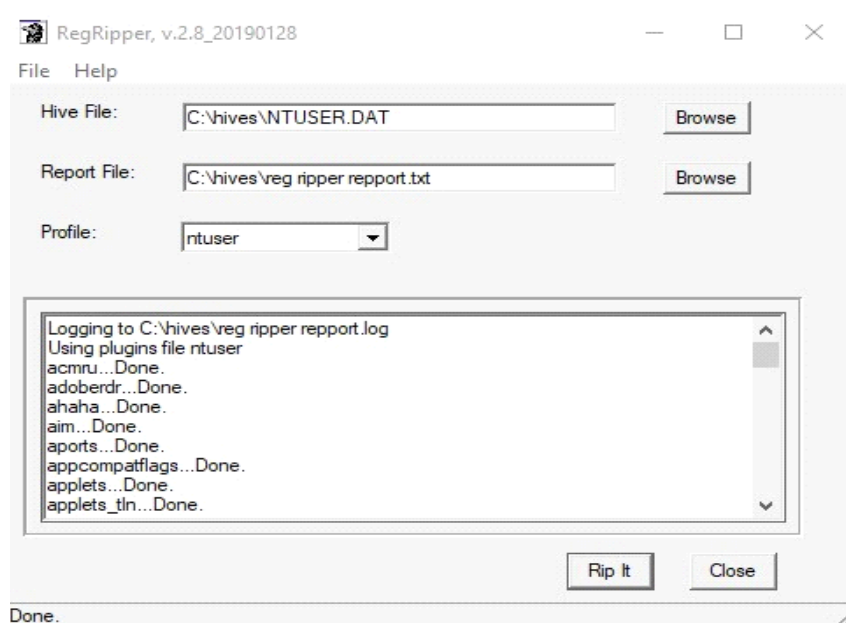 RegRipper, v.2.8_20190128
File Help
Hive File: C:\hives\NTUSER.DAT Browse
Report File: C:\hives\reg ripper repport.txt Browse
Profile: ntuser
Logging to C:\hives\reg ripper repport.log
Using plugins file ntuser
acmru...Done.
adoberdr...Done.
ahaha...Done.
aim...Done.
aports...Done.
appcompatflags...Done.
applets...Done.
applets_tln...Done.
Rip It Close
Done.